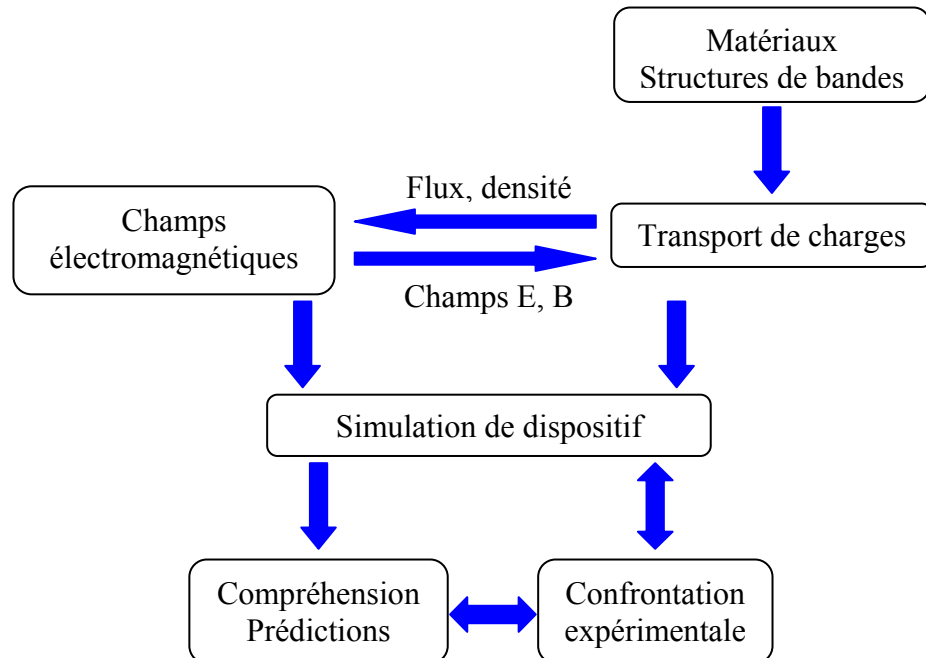 Matériaux
Structures de bandes
Flux, densité
Champs
électromagnétiques
Transport de charges
Champs E, B
Simulation de dispositif
Compréhension
Prédictions
Confrontation
expérimentale